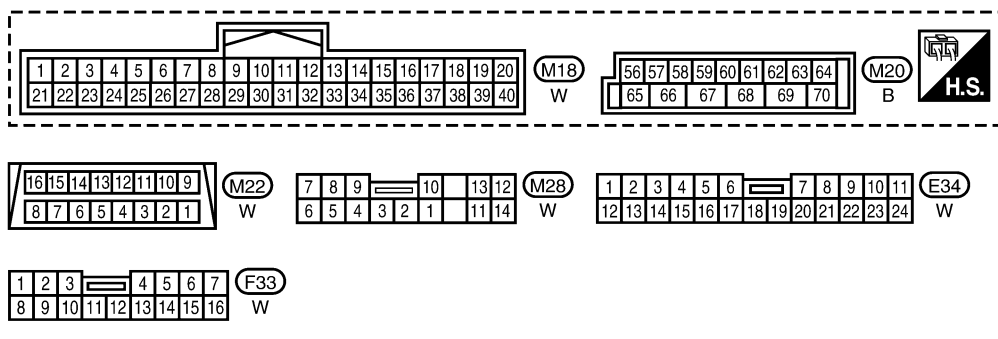 1 2 3 4 5 6 7 8 9 10 11 12 13 14 15 16 17 18 19 20
21 22 23 24 25 26 27 28 29 30 31 32 33 34 35 36 37 38 39 40
M18
W
56 57 58 59 60 61 62 63 64
65 66 67 68 69 70
M20
B
H.S.
16 15 14 13 12 11 10 9
8 7 6 5 4 3 2 1
M22
W
7 8 9 10 13 12
6 5 4 3 2 1 11 14
M28
W
1 2 3 4 5 6 7 8 9 10 11
12 13 14 15 16 17 18 19 20 21 22 23 24
E34
W
1 2 3 4 5 6 7
8 9 10 11 12 13 14 15 16
F33
W